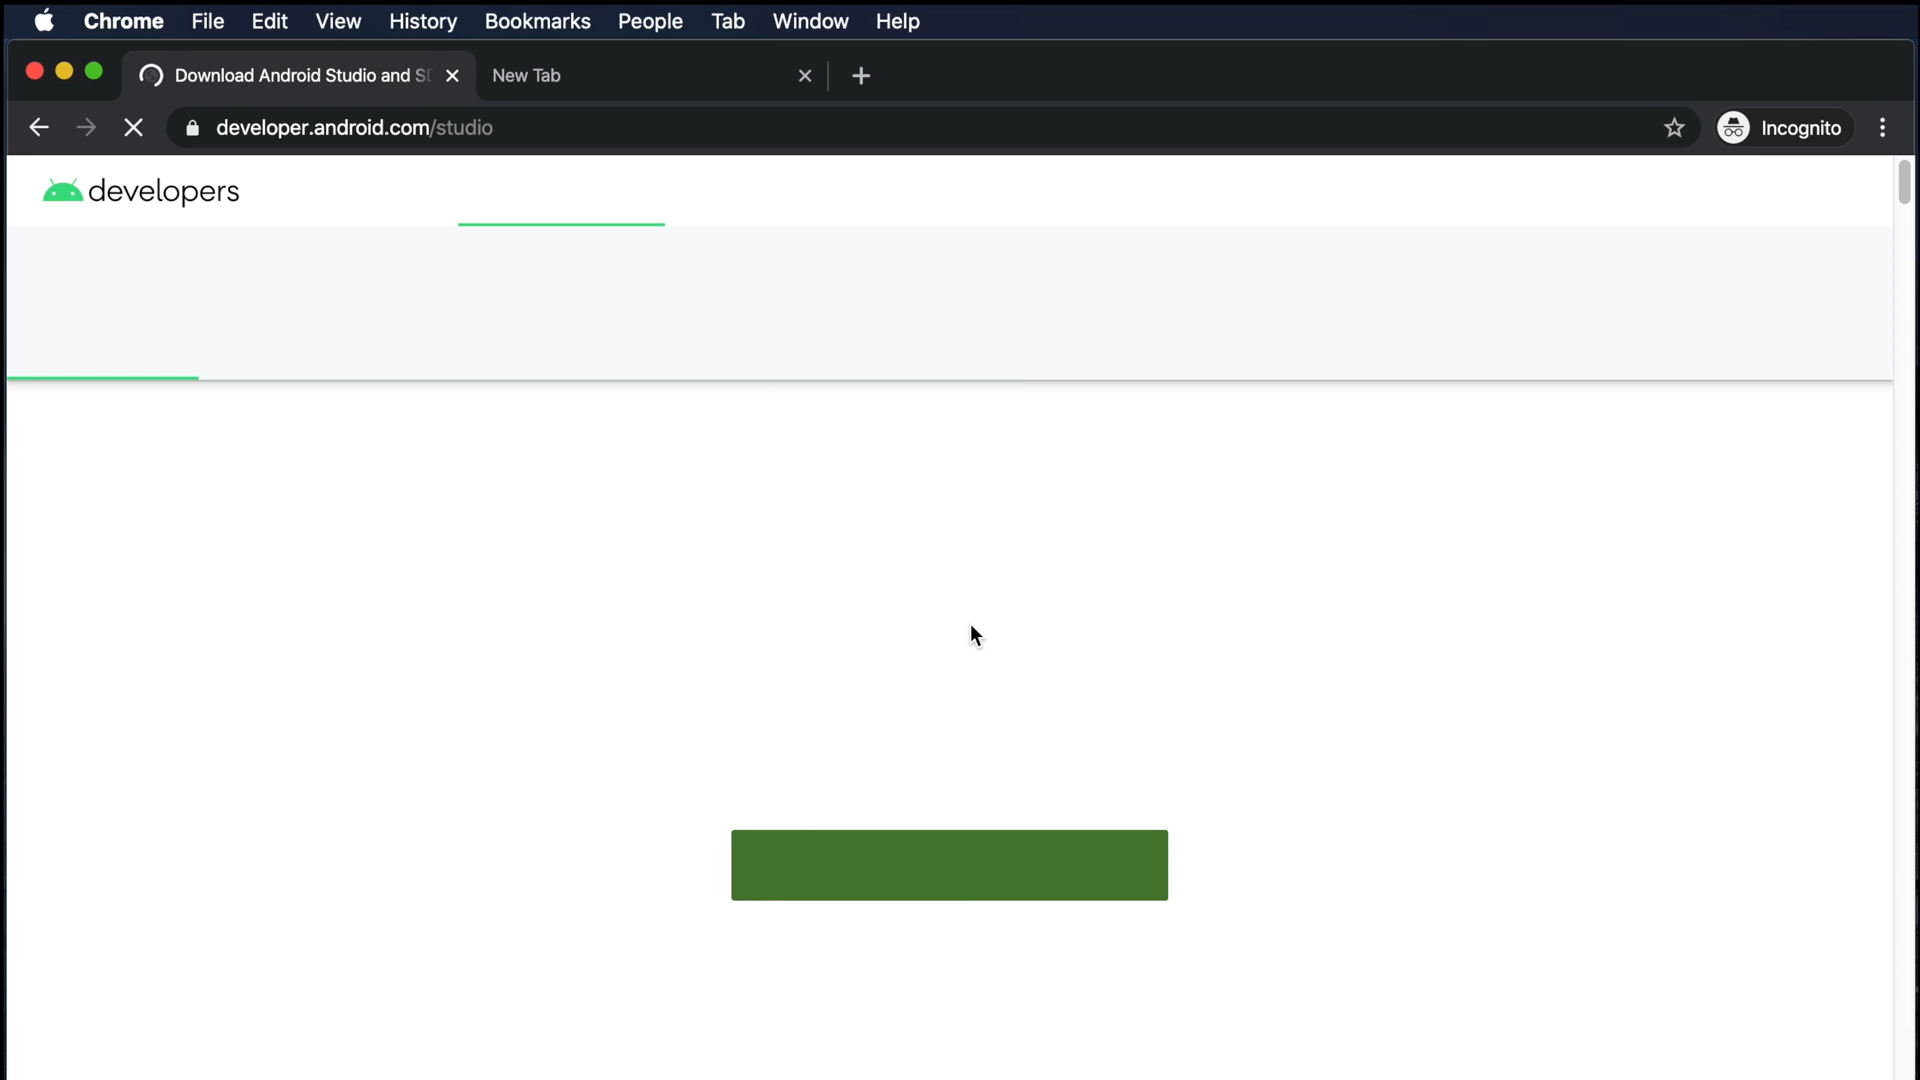 Chrome File Edit View History Bookmarks People Tab Window Help
Download Android Studio and SD New Tab
developer.android.com/studio Incognito
developers